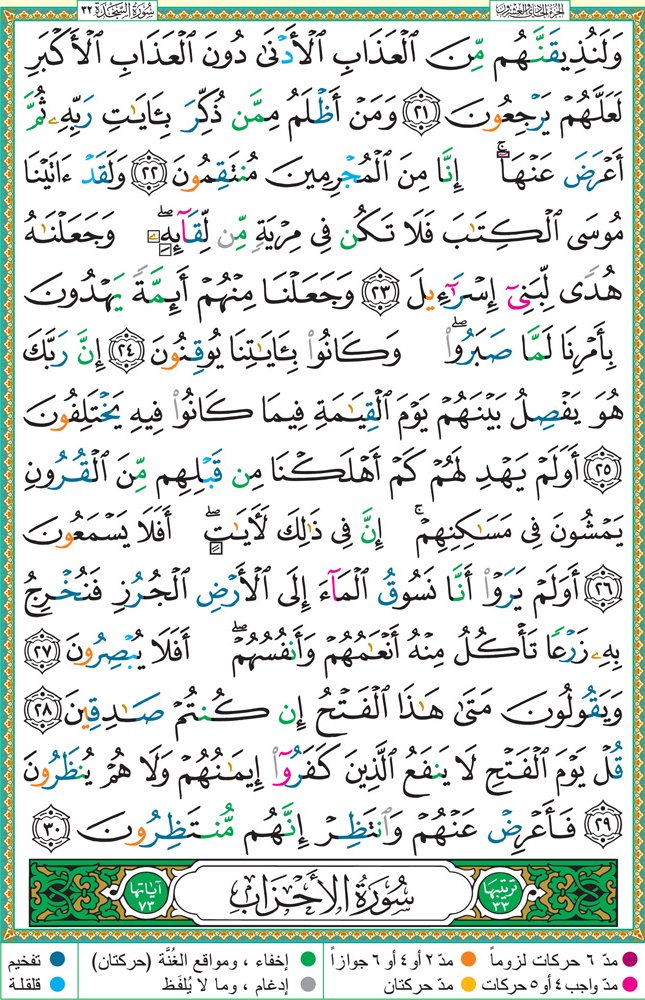 الجزء الحادي والعشرون سُورَةُ السَّجْدَةِ ٣٢
وَلَنُذِيقَنَّهُم مِّنَ ٱلْعَذَابِ ٱلْأَدْنَىٰ دُونَ ٱلْعَذَابِ ٱلْأَكْبَرِ
لَعَلَّهُمْ يَرْجِعُونَ ٢١ وَمَنْ أَظْلَمُ مِمَّن ذُكِّرَ بِـَٔايَـٰتِ رَبِّهِۦ ثُمَّ
أَعْرَضَ عَنْهَآ ۚ إِنَّا مِنَ ٱلْمُجْرِمِينَ مُنتَقِمُونَ ٢٢ وَلَقَدْ ءَاتَيْنَا
مُوسَى ٱلْكِتَـٰبَ فَلَا تَكُن فِى مِرْيَةٍ مِّن لِّقَآئِهِۦ ۖ وَجَعَلْنَـٰهُ
هُدًى لِّبَنِىٓ إِسْرَٰٓءِيلَ ٢٣ وَجَعَلْنَا مِنْهُمْ أَئِمَّةً يَهْدُونَ
بِأَمْرِنَا لَمَّا صَبَرُوا۟ ۖ وَكَانُوا۟ بِـَٔايَـٰتِنَا يُوقِنُونَ ٢٤ إِنَّ رَبَّكَ
هُوَ يَفْصِلُ بَيْنَهُمْ يَوْمَ ٱلْقِيَـٰمَةِ فِيمَا كَانُوا۟ فِيهِ يَخْتَلِفُونَ
٢٥ أَوَلَمْ يَهْدِ لَهُمْ كَمْ أَهْلَكْنَا مِن قَبْلِهِم مِّنَ ٱلْقُرُونِ
يَمْشُونَ فِى مَسَـٰكِنِهِمْ ۚ إِنَّ فِى ذَٰلِكَ لَـَٔايَـٰتٍ ۖ أَفَلَا يَسْمَعُونَ
٢٦ أَوَلَمْ يَرَوْا۟ أَنَّا نَسُوقُ ٱلْمَآءَ إِلَى ٱلْأَرْضِ ٱلْجُرُزِ فَنُخْرِجُ
بِهِۦ زَرْعًا تَأْكُلُ مِنْهُ أَنْعَـٰمُهُمْ وَأَنفُسُهُمْ ۖ أَفَلَا يُبْصِرُونَ ٢٧
وَيَقُولُونَ مَتَىٰ هَـٰذَا ٱلْفَتْحُ إِن كُنتُمْ صَـٰدِقِينَ ٢٨
قُلْ يَوْمَ ٱلْفَتْحِ لَا يَنفَعُ ٱلَّذِينَ كَفَرُوٓا۟ إِيمَـٰنُهُمْ وَلَا هُمْ يُنظَرُونَ
٢٩ فَأَعْرِضْ عَنْهُمْ وَٱنتَظِرْ إِنَّهُم مُّنتَظِرُونَ ٣٠
ترتيبها ٣٣ سُورَةُ الأَحْزَابِ آياتها ٧٣
مدّ ٦ حركات لزوماً مدّ ٢ أو ٤ أو ٦ جوازاً إخفاء ، ومواقع الغُنَّة (حركتان) تفخيم
مدّ واجب ٤ أو ٥ حركات مدّ حركتان إدغام ، وما لا يُلفَظ قلقلة